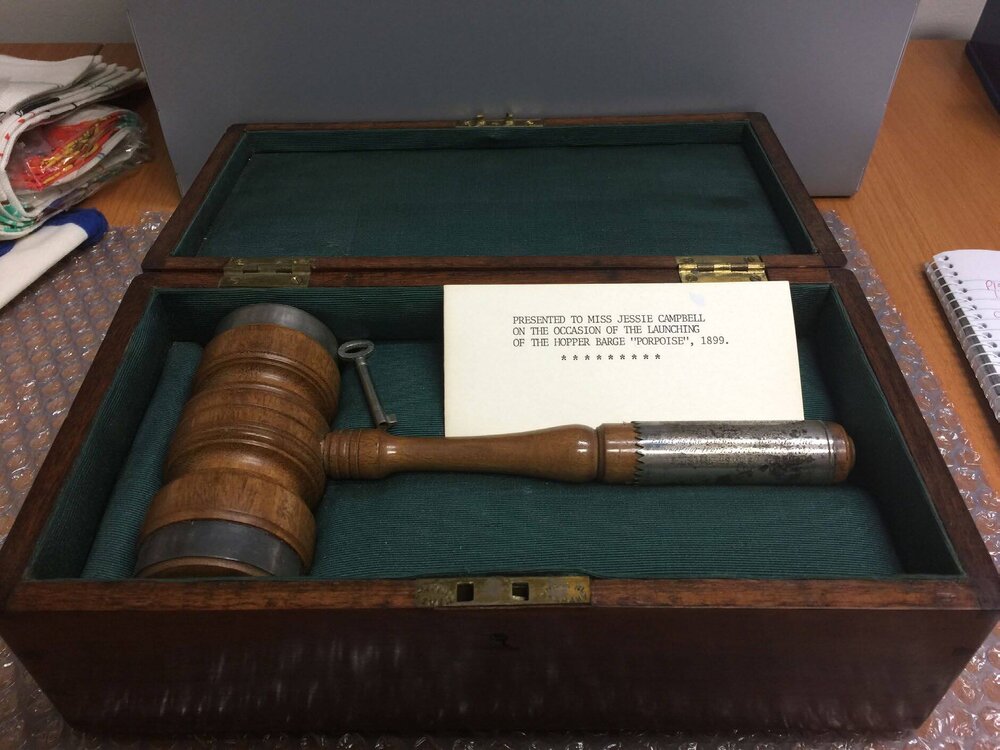 PRESENTED TO MISS JESSIE CAMPBELL
ON THE OCCASION OF THE LAUNCHING
OF THE HOPPER BARGE "PORPOISE", 1899.
* * * * * * * * *